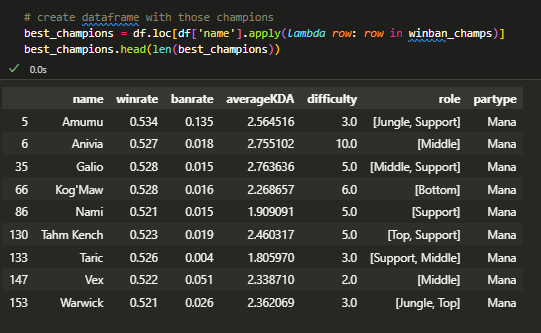 # create dataframe with those champions
best_champions = df.loc[df['name'].apply(lambda row: row in winban_champs)]
best_champions.head(len(best_champions))
0.0s
name winrate banrate averageKDA difficulty role partype
5 Amumu 0.534 0.135 2.564516 3.0 [Jungle, Support] Mana
6 Anivia 0.527 0.018 2.755102 10.0 [Middle] Mana
35 Galio 0.528 0.015 2.763636 5.0 [Middle, Support] Mana
66 Kog'Maw 0.528 0.016 2.268657 6.0 [Bottom] Mana
86 Nami 0.521 0.015 1.909091 5.0 [Support] Mana
130 Tahm Kench 0.523 0.019 2.460317 5.0 [Top, Support] Mana
133 Taric 0.526 0.004 1.805970 3.0 [Support, Middle] Mana
147 Vex 0.522 0.051 2.338710 2.0 [Middle] Mana
153 Warwick 0.521 0.026 2.362069 3.0 [Jungle, Top] Mana